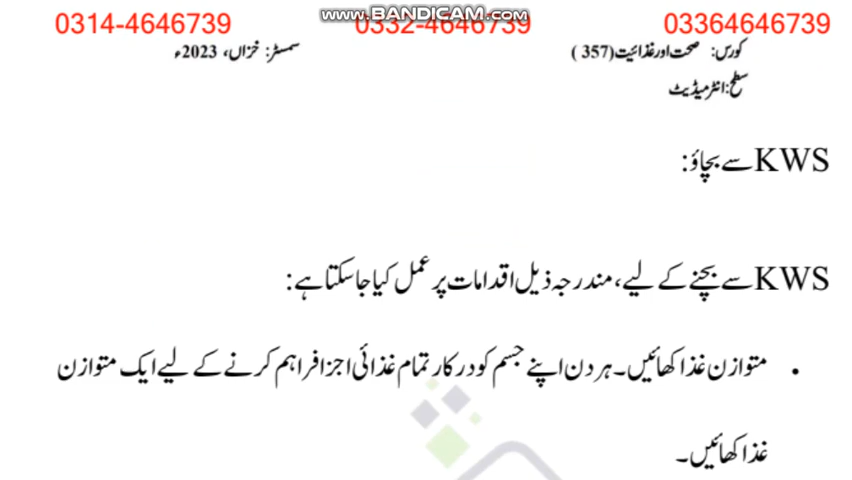 www.BANDICAM.com
0314-4646739 0332-4646739 03364646739
کورس: صحت اور غذائیت (357) سمسٹر: خزاں، 2023ء
سطح: انٹرمیڈیٹ
KWS سے بچاؤ:
KWS سے بچنے کے لیے، مندرجہ ذیل اقدامات پر عمل کیا جا سکتا ہے:
• متوازن غذا کھائیں۔ ہر دن اپنے جسم کو درکار تمام غذائی اجزا فراہم کرنے کے لیے ایک متوازن
غذا کھائیں۔